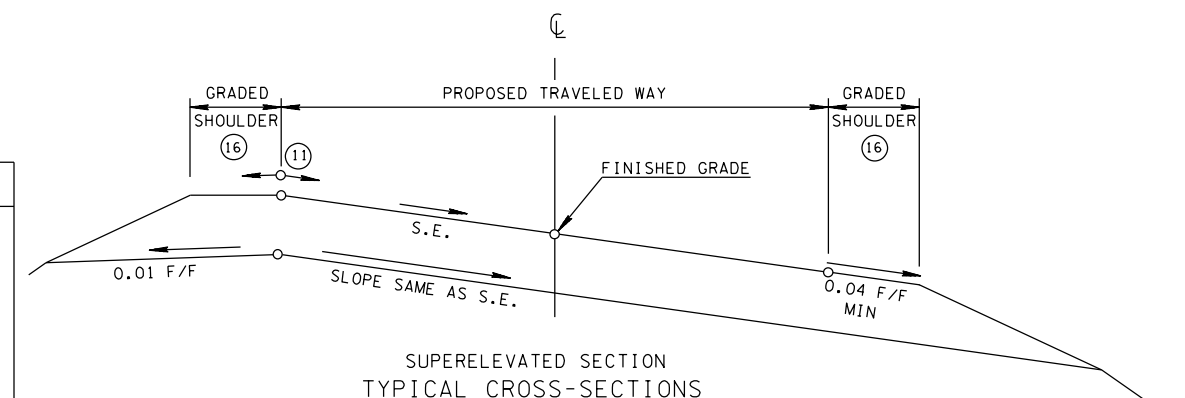 ℄
GRADED
SHOULDER
16
11
PROPOSED TRAVELED WAY
GRADED
SHOULDER
16
FINISHED GRADE
S.E.
0.01 F/F
SLOPE SAME AS S.E.
0.04 F/F
MIN
SUPERELEVATED SECTION
TYPICAL CROSS-SECTIONS